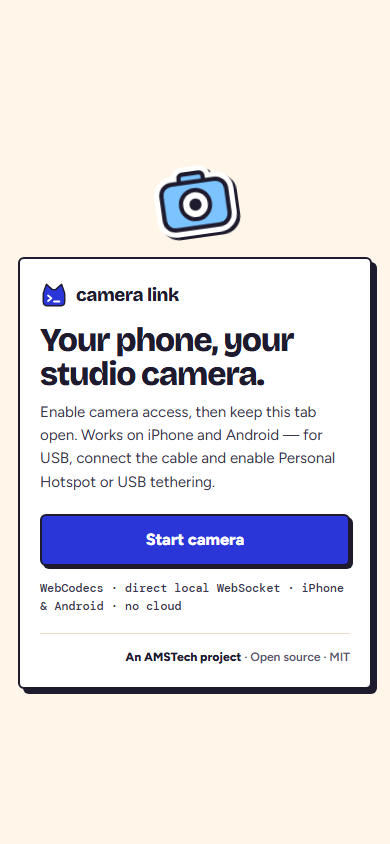 camera link
Your phone, your
studio camera.
Enable camera access, then keep this tab
open. Works on iPhone and Android — for
USB, connect the cable and enable Personal
Hotspot or USB tethering.
Start camera
WebCodecs · direct local WebSocket · iPhone
& Android · no cloud
An AMSTech project · Open source · MIT